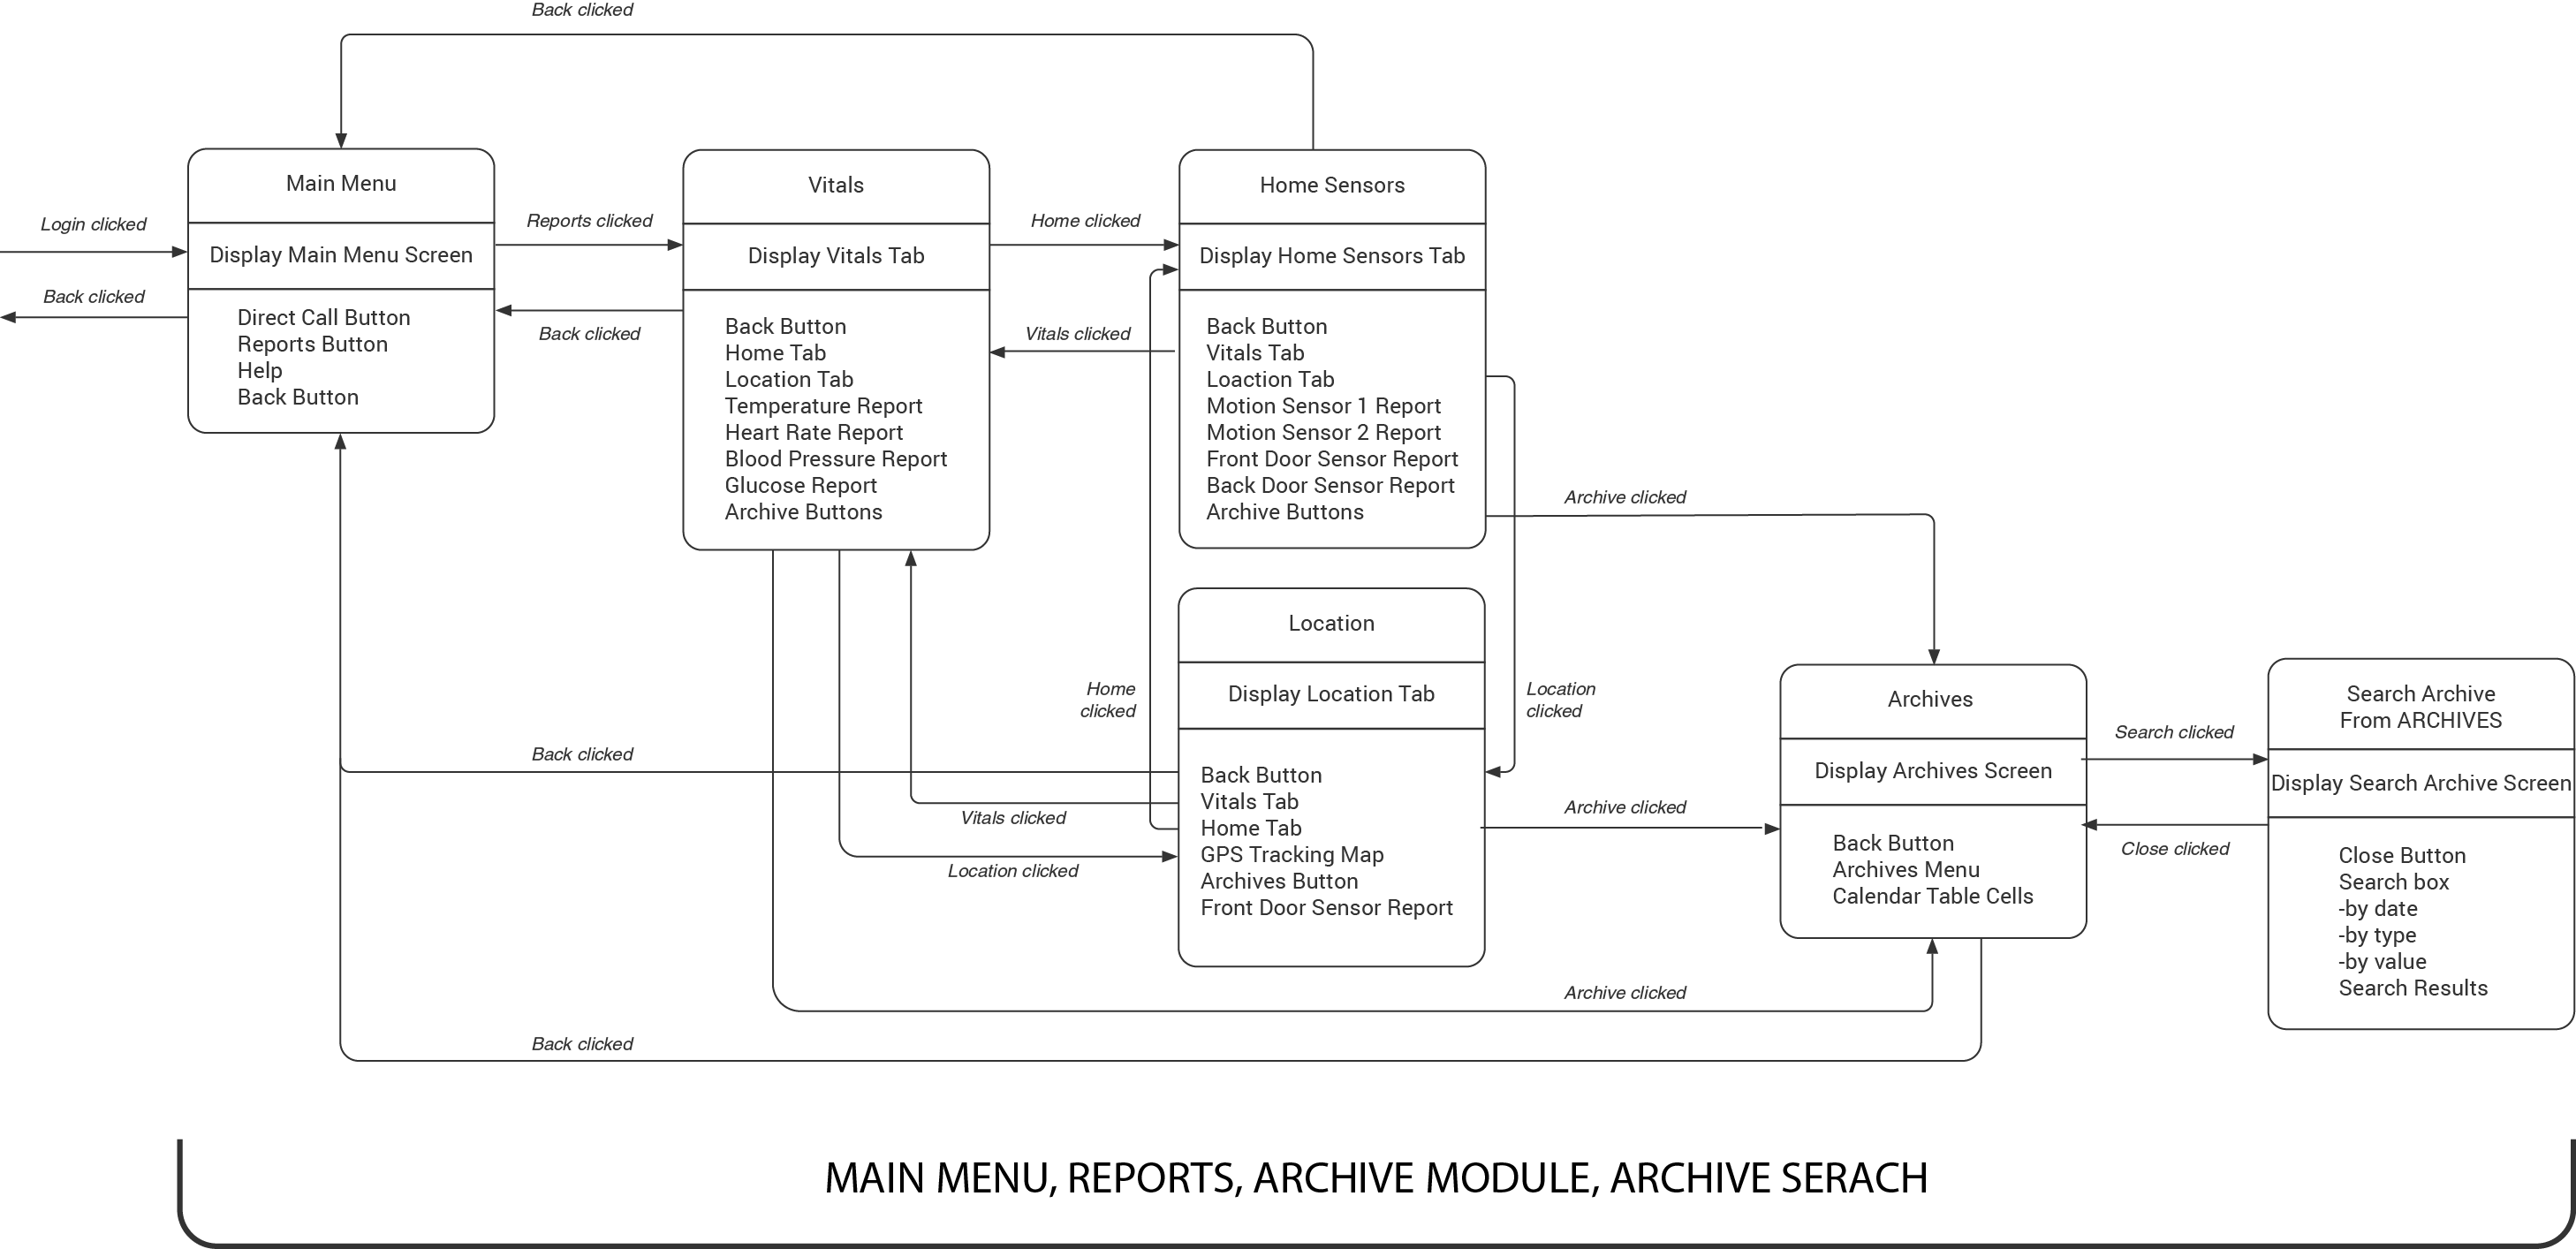 Back clicked
Main Menu
Display Main Menu Screen
Direct Call Button
Reports Button
Help
Back Button
Login clicked
Back clicked
Reports clicked
Back clicked
Vitals
Display Vitals Tab
Back Button
Home Tab
Location Tab
Temperature Report
Heart Rate Report
Blood Pressure Report
Glucose Report
Archive Buttons
Home clicked
Vitals clicked
Home Sensors
Display Home Sensors Tab
Back Button
Vitals Tab
Loaction Tab
Motion Sensor 1 Report
Motion Sensor 2 Report
Front Door Sensor Report
Back Door Sensor Report
Archive Buttons
Archive clicked
Location
Display Location Tab
Back Button
Vitals Tab
Home Tab
GPS Tracking Map
Archives Button
Front Door Sensor Report
Home
clicked
Location
clicked
Back clicked
Vitals clicked
Location clicked
Archive clicked
Archives
Display Archives Screen
Back Button
Archives Menu
Calendar Table Cells
Search clicked
Close clicked
Search Archive
From ARCHIVES
Display Search Archive Screen
Close Button
Search box
-by date
-by type
-by value
Search Results
Archive clicked
Back clicked
MAIN MENU, REPORTS, ARCHIVE MODULE, ARCHIVE SERACH